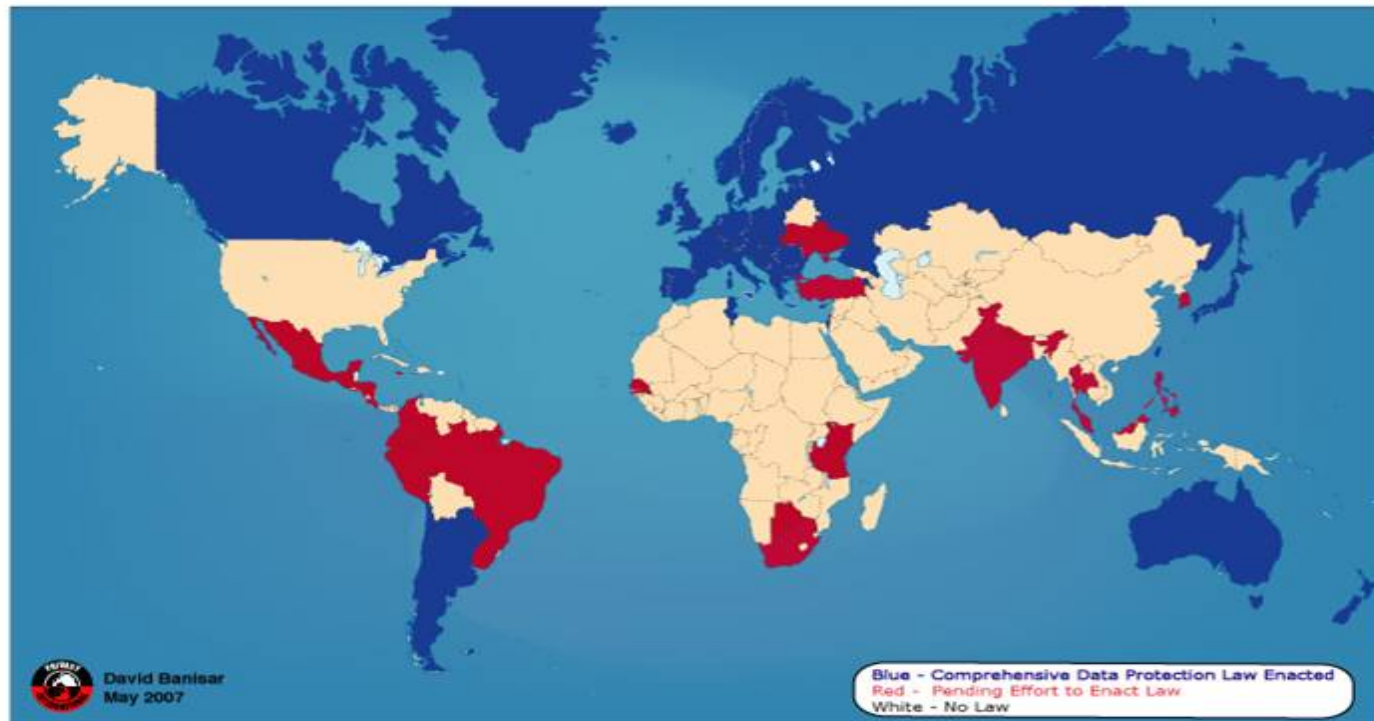 David Banisar
May 2007
Blue - Comprehensive Data Protection Law Enacted
Red - Pending Effort to Enact Law
White - No Law